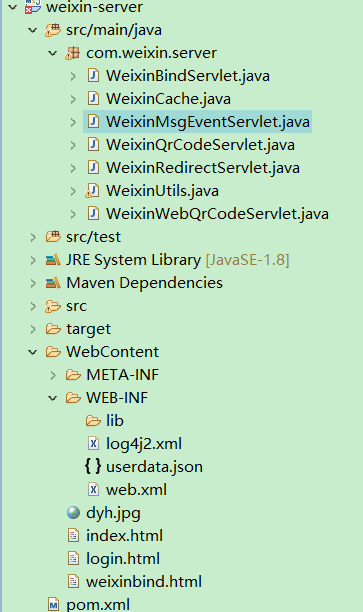 weixin-server
src/main/java
com.weixin.server
WeixinBindServlet.java
WeixinCache.java
WeixinMsgEventServlet.java
WeixinQrCodeServlet.java
WeixinRedirectServlet.java
WeixinUtils.java
WeixinWebQrCodeServlet.java
src/test
JRE System Library [JavaSE-1.8]
Maven Dependencies
src
target
WebContent
META-INF
WEB-INF
lib
log4j2.xml
userdata.json
web.xml
dyh.jpg
index.html
login.html
weixinbind.html
pom.xml